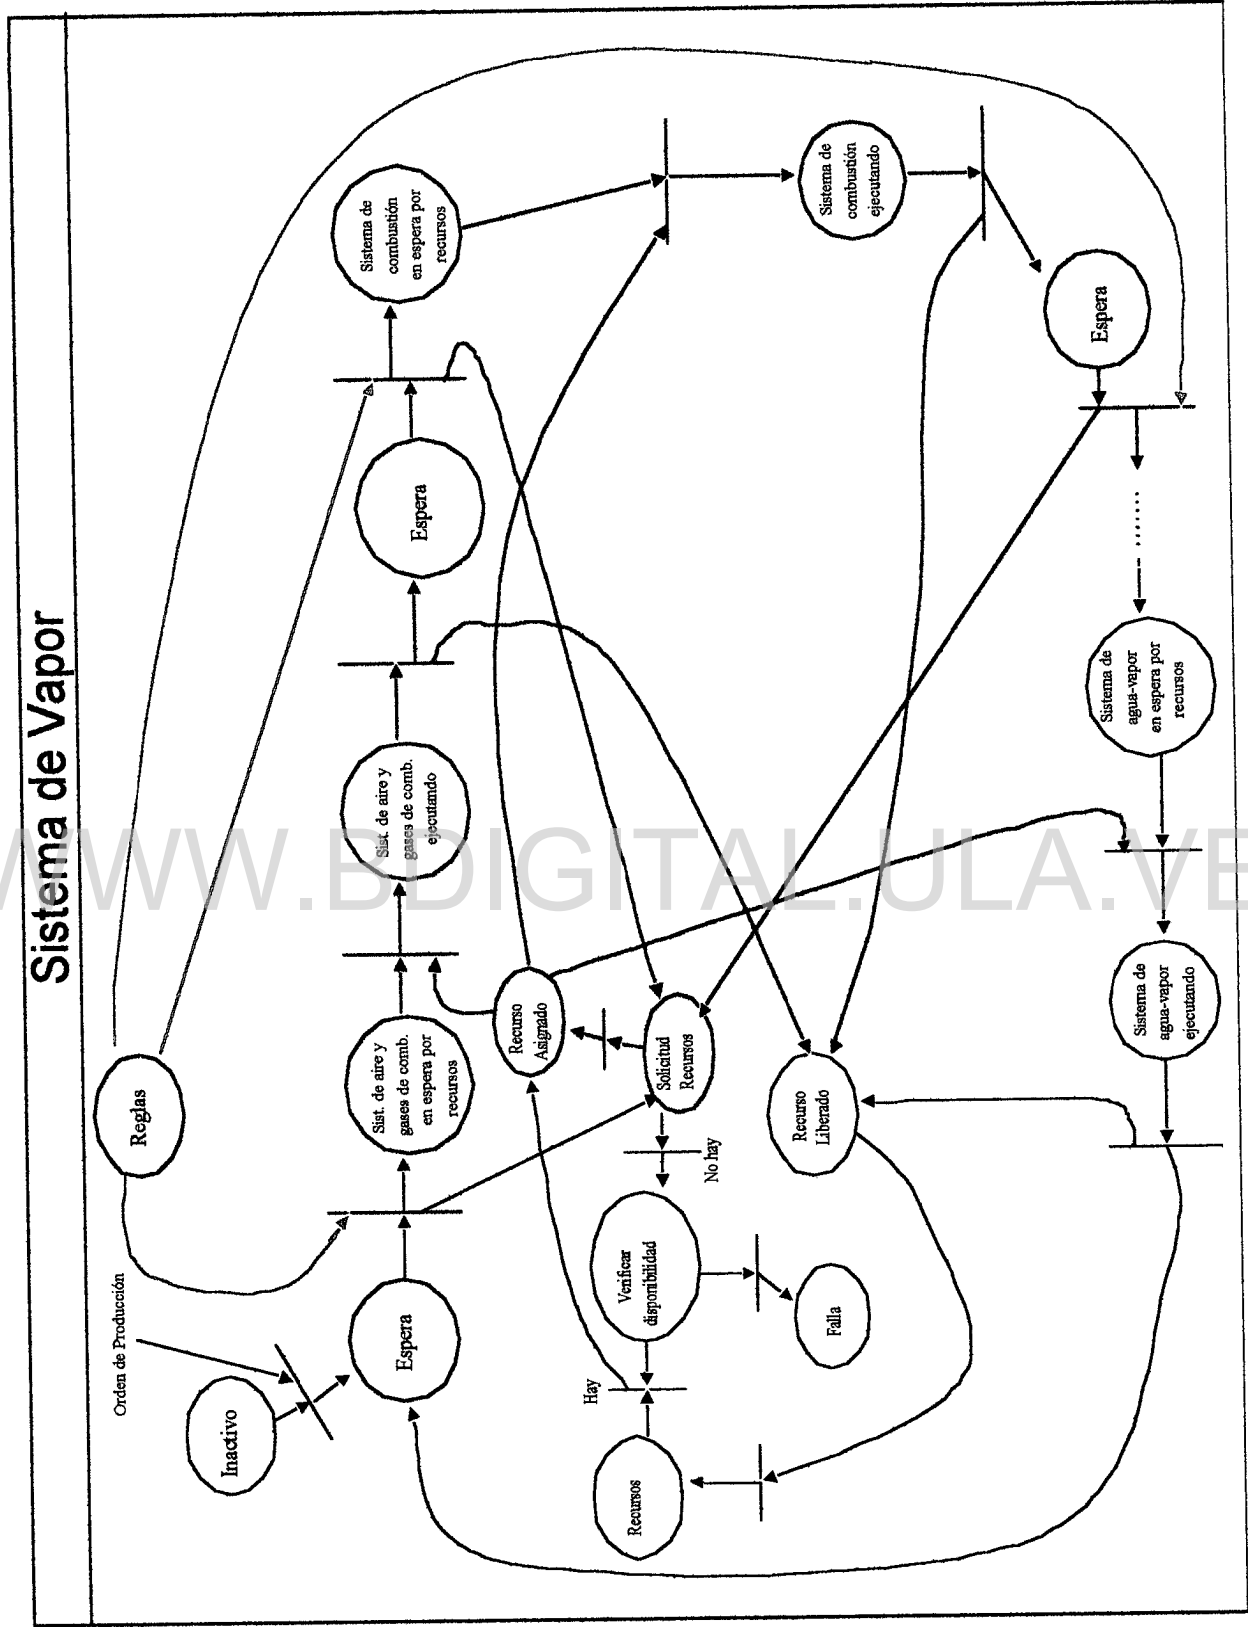 Sistema de Vapor
Orden de Producción
Inactivo
Espera
Reglas
Sist. de aire y
gases de comb.
en espera por
recursos
Sist. de aire y
gases de comb.
ejecutando
Espera
Sistema de
combustión
en espera por
recursos
Recurso
Asignado
Solicitud
Recursos
No hay
Verificar
disponibilidad
Hay
Recursos
Falla
Recurso
Liberado
Sistema de
combustión
ejecutando
Espera
Sistema de
agua-vapor
en espera por
recursos
Sistema de
agua-vapor
ejecutando
WWW.BDIGITAL.ULA.VE